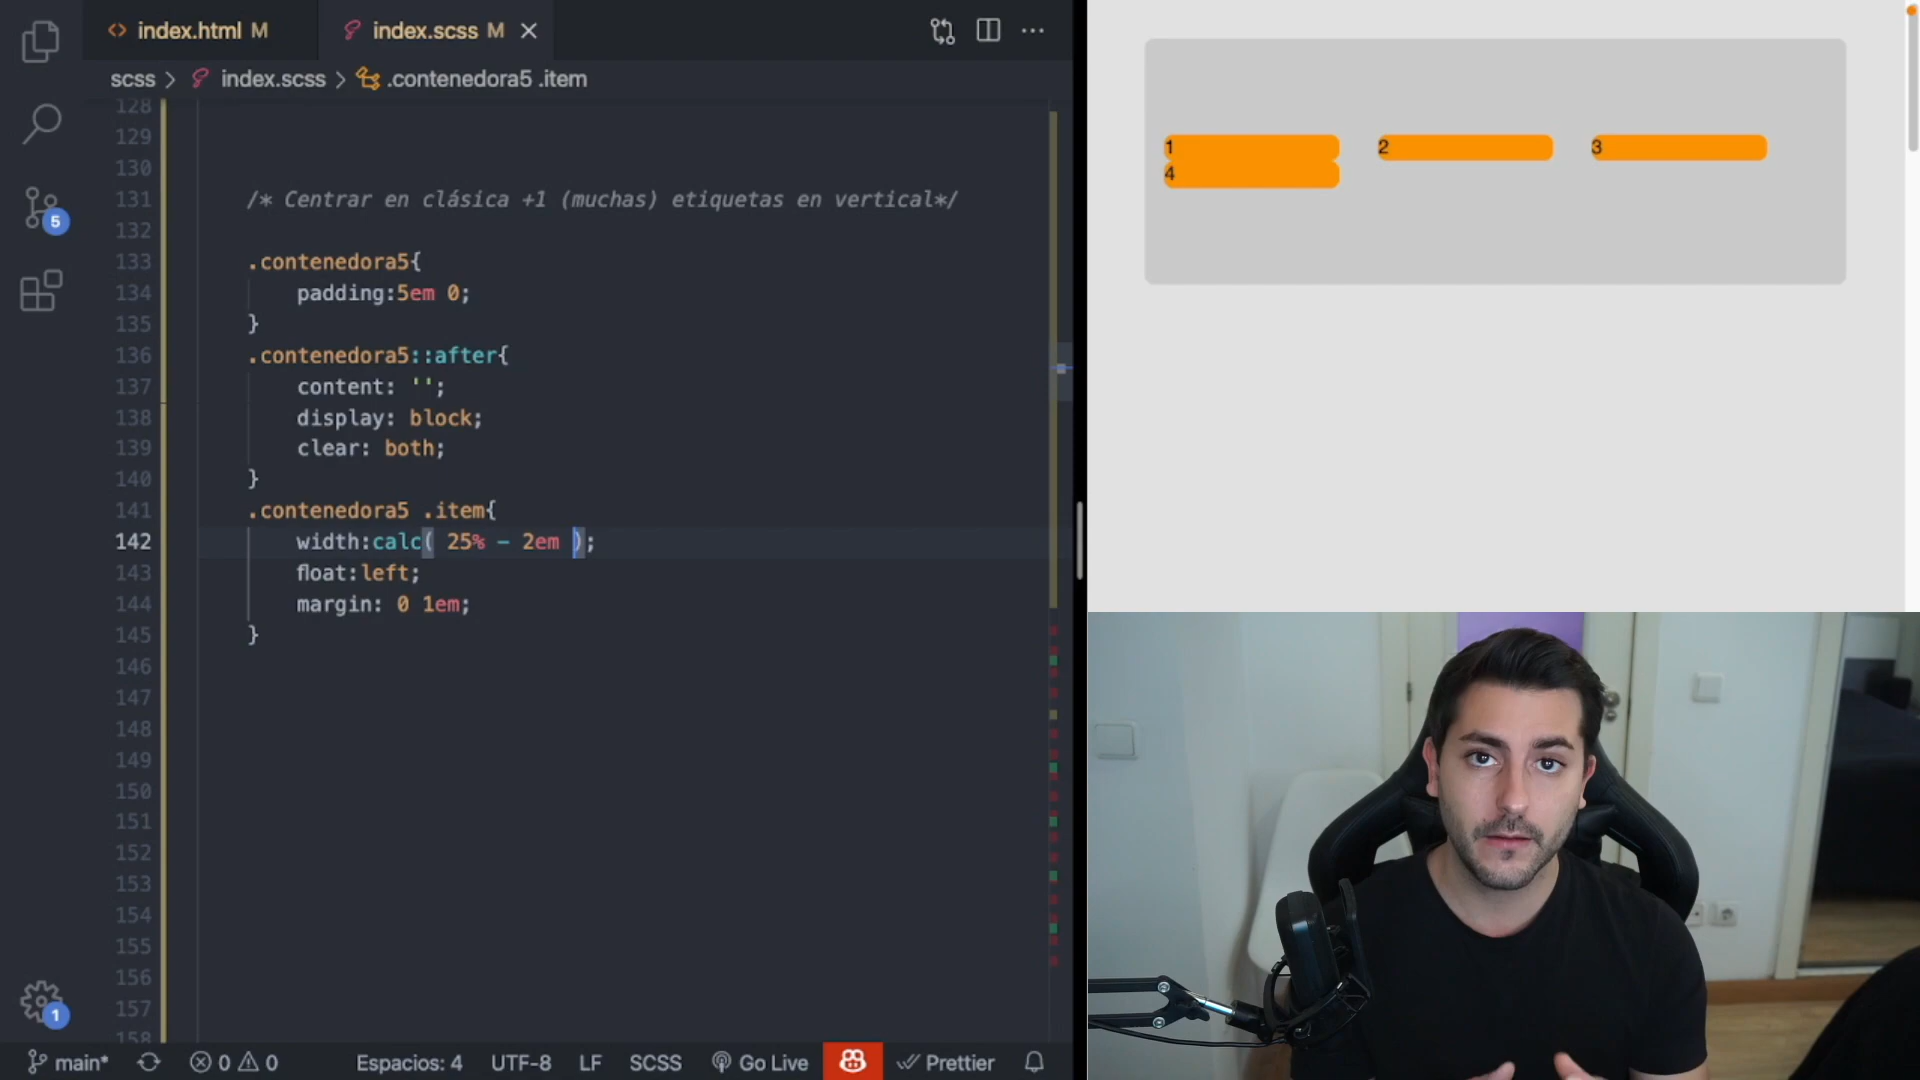 index.html M
index.scss M
scss > index.scss > .contenedora5 .item
128
129
130
131 /* Centrar en clásica +1 (muchas) etiquetas en vertical*/
132
133 .contenedora5{
134 padding:5em 0;
135 }
136 .contenedora5::after{
137 content: '';
138 display: block;
139 clear: both;
140 }
141 .contenedora5 .item{
142 width:calc( 25% - 2em );
143 float:left;
144 margin: 0 1em;
145 }
146
147
148
149
150
151
152
153
154
155
156
157
158
5
1
main* 0 0 Espacios: 4 UTF-8 LF SCSS Go Live Prettier
1 2 3
4